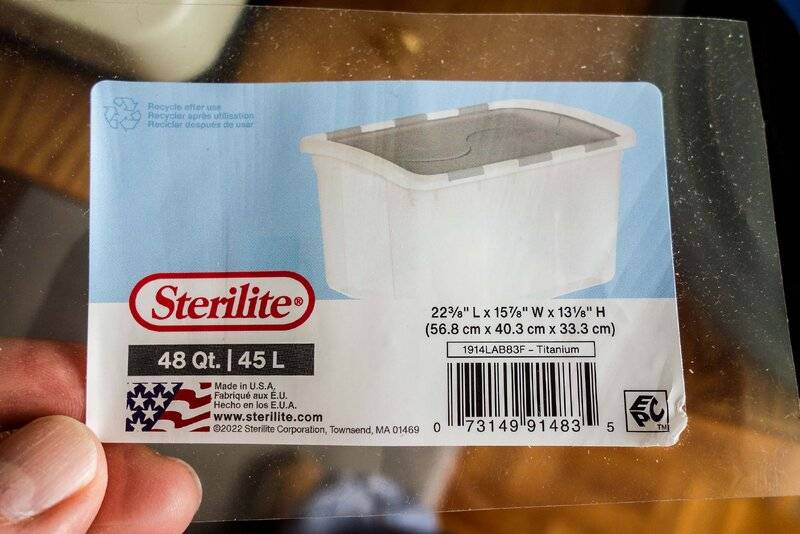 Recycle after use
Recycler après utilisation
Reciclar después de usar
Sterilite®
48 Qt. | 45 L
Made in U.S.A.
Fabriqué aux E.U.
Hecho en los E.U.A.
www.sterilite.com
©2022 Sterilite Corporation, Townsend, MA 01469
22⅜" L x 15⅞" W x 13⅛" H
(56.8 cm x 40.3 cm x 33.3 cm)
1914LAB83F - Titanium
0 73149 91483 5
EPC TM